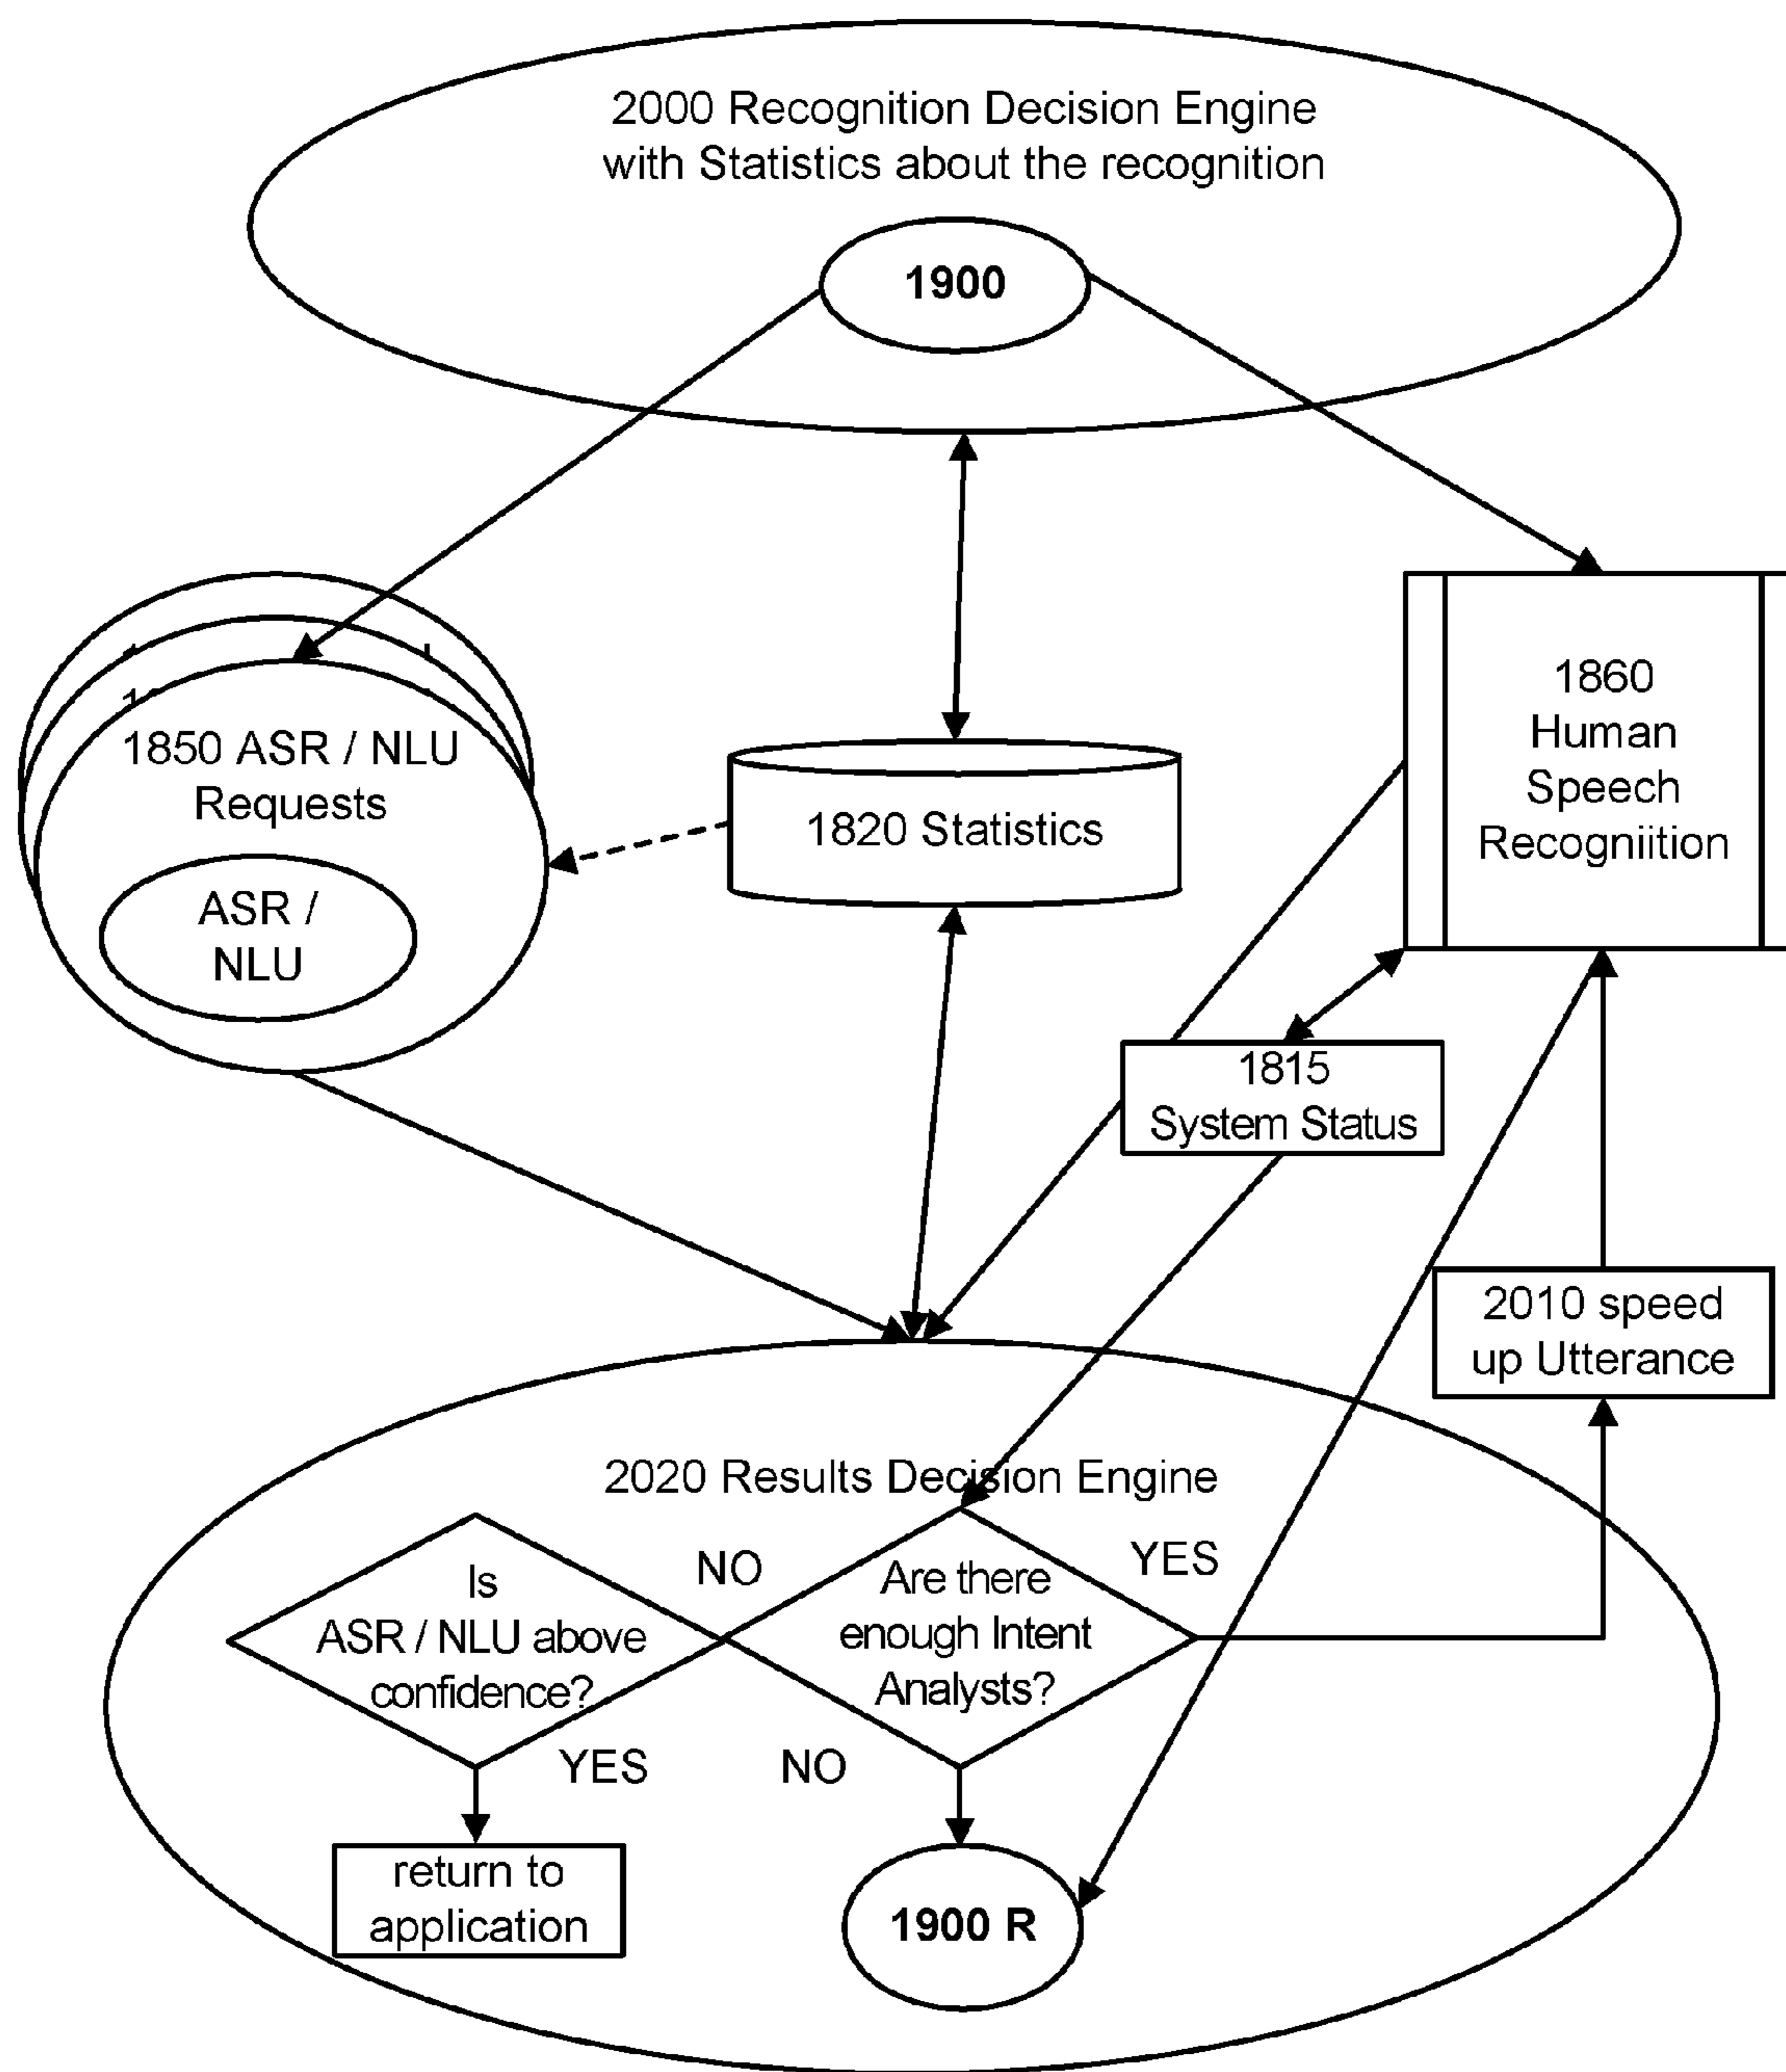 2000 Recognition Decision Engine
with Statistics about the recognition
1900
1850 ASR / NLU
Requests
ASR /
NLU
1820 Statistics
1860
Human
Speech
Recogniition
1815
System Status
2010 speed
up Utterance
2020 Results Decision Engine
Is
ASR / NLU above
confidence?
NO
Are there
enough Intent
Analysts?
YES
YES
NO
return to
application
1900 R